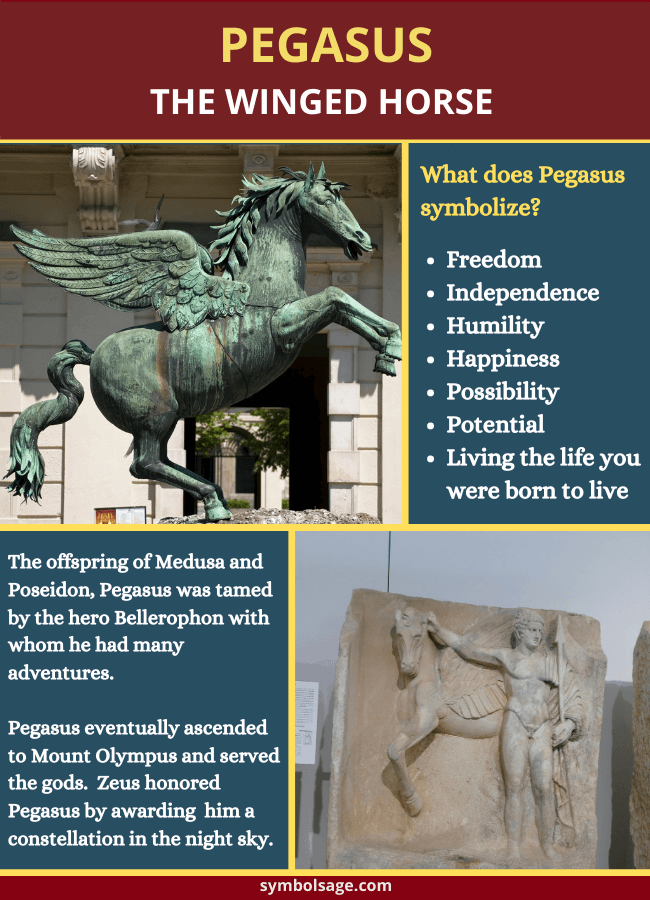 PEGASUS
THE WINGED HORSE
What does Pegasus
symbolize?
• Freedom
• Independence
• Humility
• Happiness
• Possibility
• Potential
• Living the life you
were born to live
The offspring of Medusa and
Poseidon, Pegasus was tamed
by the hero Bellerophon with
whom he had many
adventures.
Pegasus eventually ascended
to Mount Olympus and served
the gods.  Zeus honored
Pegasus by awarding  him a
constellation in the night sky.
symbolsage.com